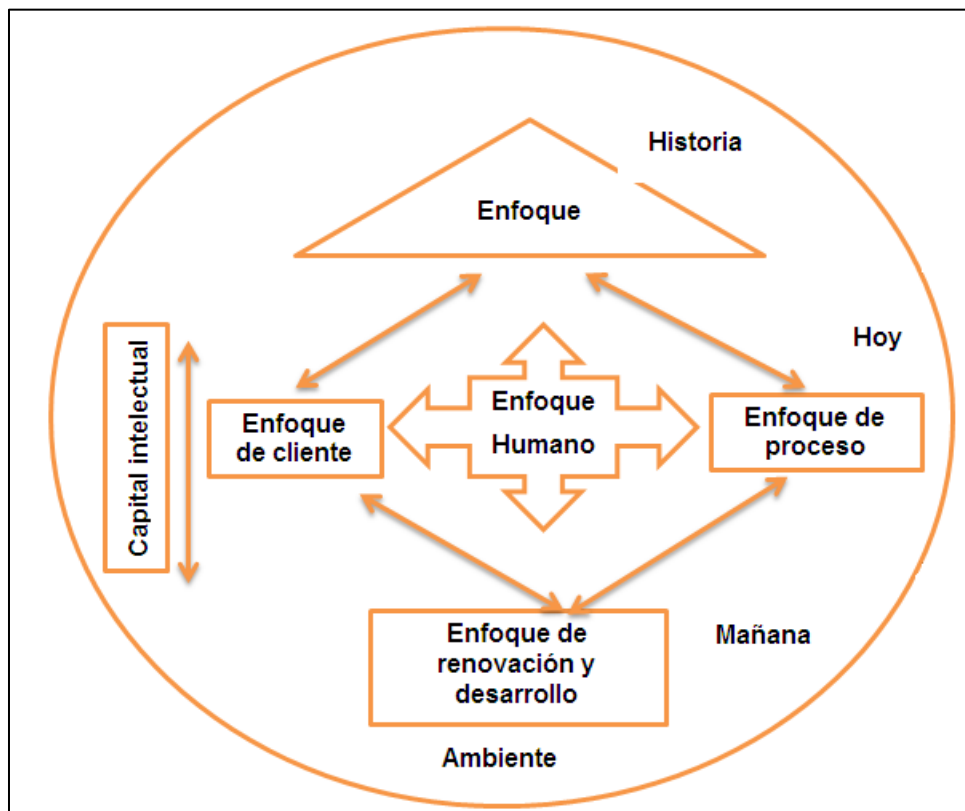 Historia
Enfoque
Hoy
Capital intelectual
Enfoque
de cliente
Enfoque
Humano
Enfoque de
proceso
Enfoque de
renovación y
desarrollo
Mañana
Ambiente